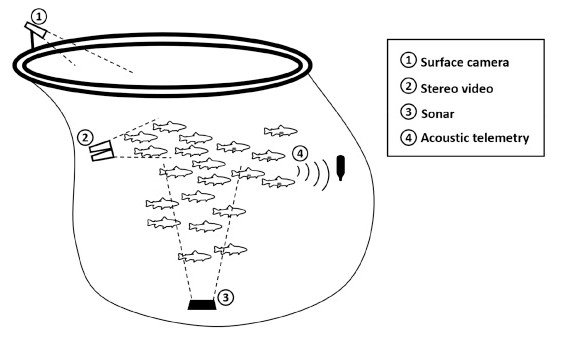 ①
②
③
④
① Surface camera
② Stereo video
③ Sonar
④ Acoustic telemetry